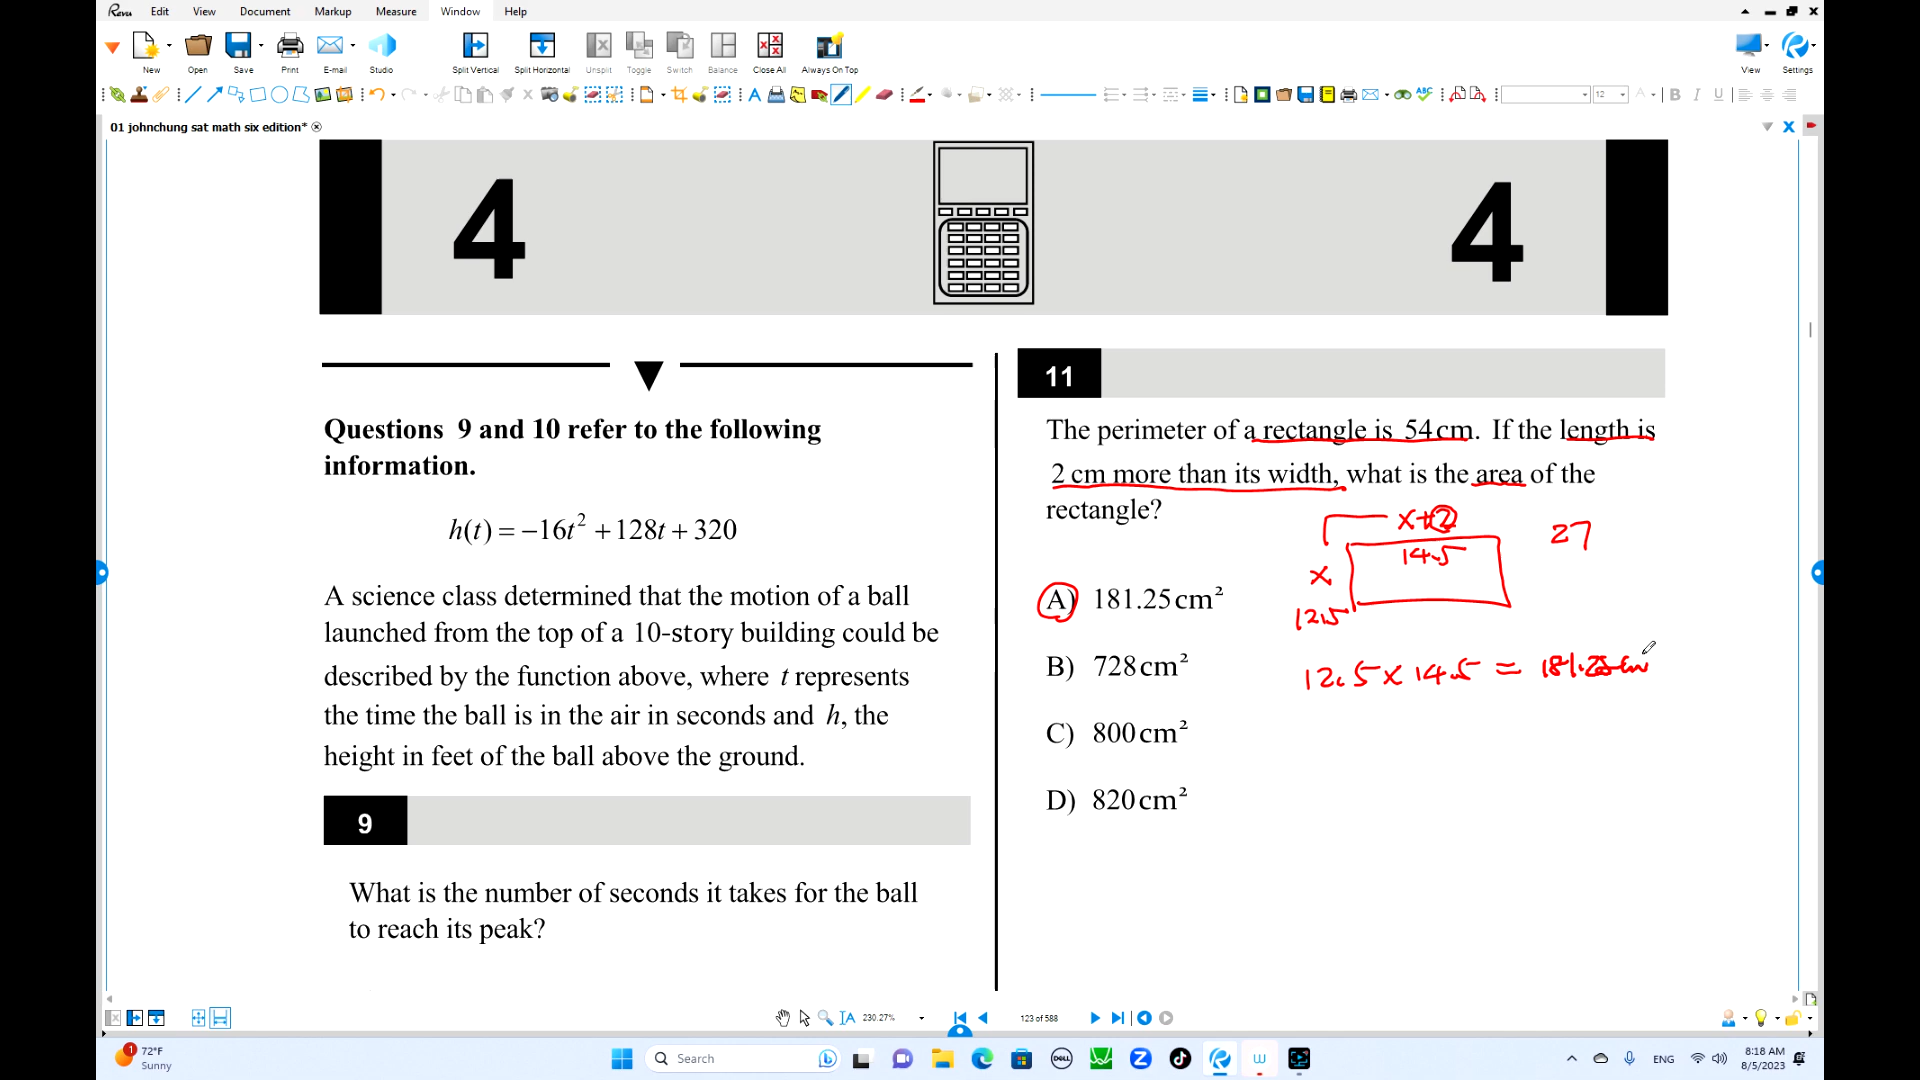 Revu Edit View Document Markup Measure Window Help
New Open Save Print E-mail Studio Split Vertical Split Horizontal Unsplit Toggle Switch Balance Close All Always On Top View Settings
12
01 johnchung sat math six edition*
4 4
Questions 9 and 10 refer to the following
information.
h(t) = −16t² + 128t + 320
A science class determined that the motion of a ball
launched from the top of a 10-story building could be
described by the function above, where t represents
the time the ball is in the air in seconds and h, the
height in feet of the ball above the ground.
9
What is the number of seconds it takes for the ball
to reach its peak?
11
The perimeter of a rectangle is 54 cm. If the length is
2 cm more than its width, what is the area of the
rectangle?
x+2
27
14.5
x
12.5
A) 181.25 cm²
B) 728 cm²
12.5 x 14.5 = 181.25 cm
C) 800 cm²
D) 820 cm²
230.27% 123 of 588
1 72°F
Sunny
Search
ENG
8:18 AM
8/5/2023